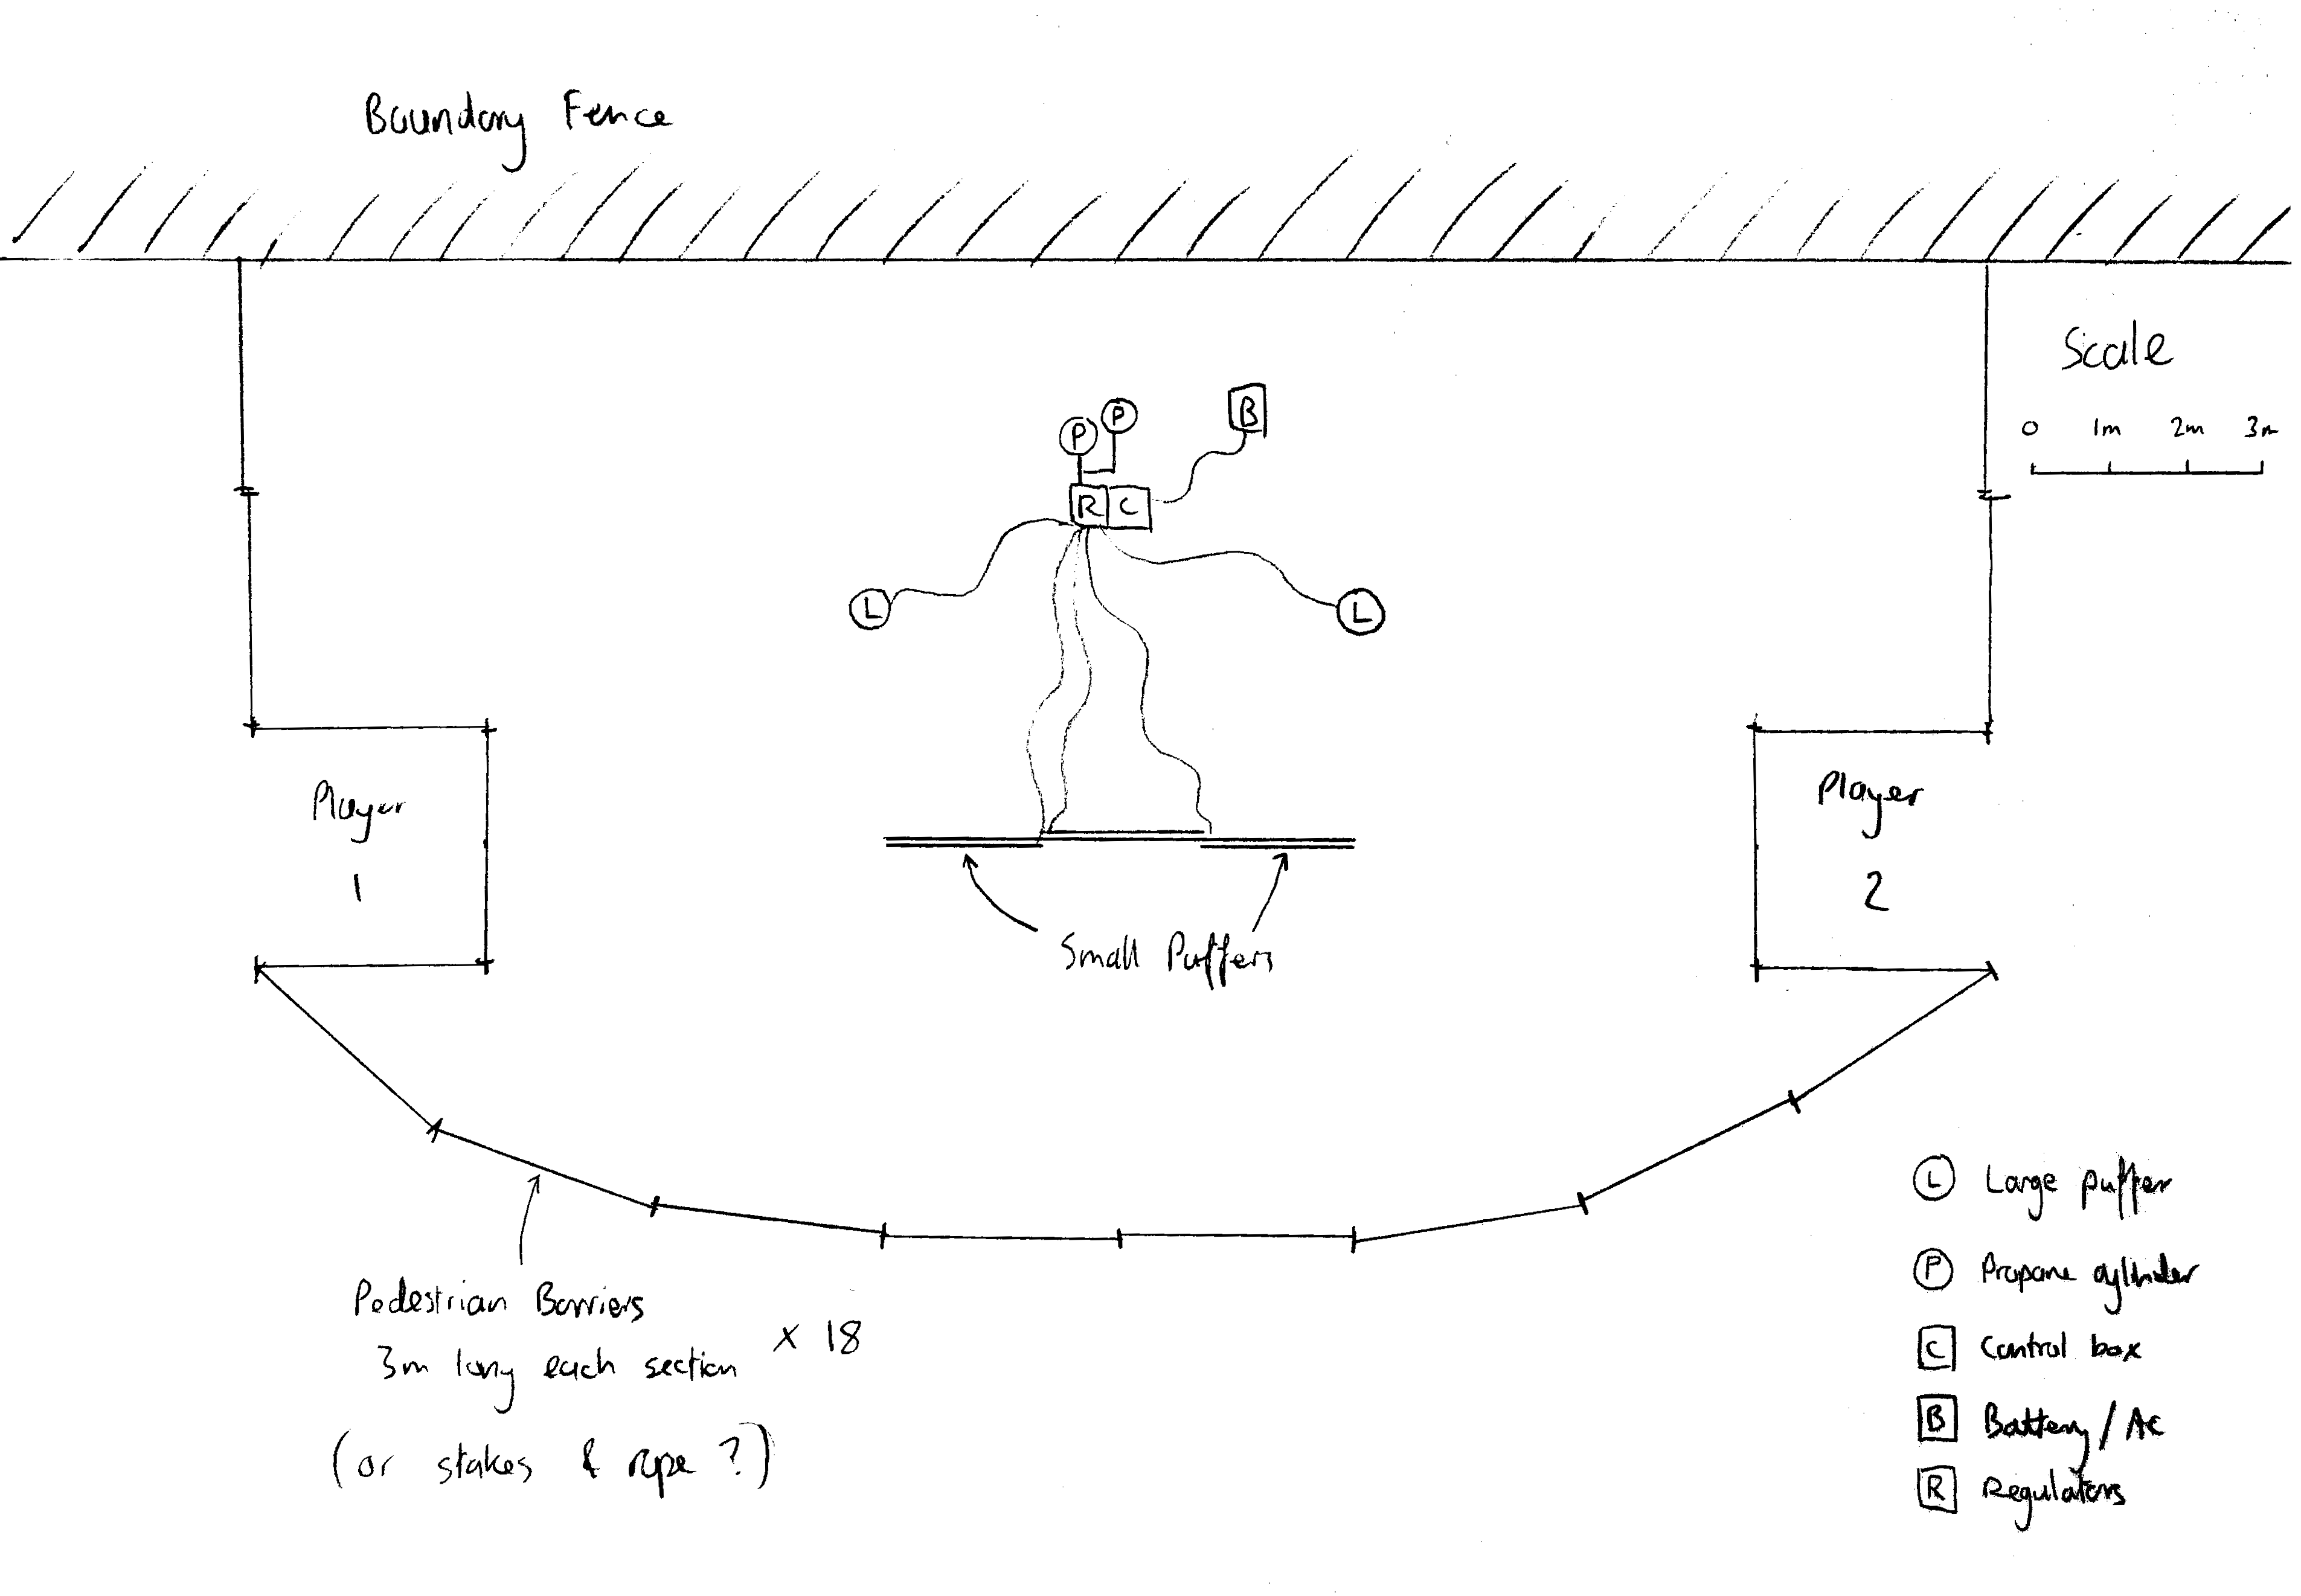 Boundary Fence
Scale
0 1m 2m 3m
P
P
B
R
C
L
L
Player
1
Player
2
Small Puffers
Pedestrian Barriers
3m long each section x 18
(or stakes & rope ?)
L Large puffer
P Propane cylinder
C Control box
B Battery / AC
R Regulators